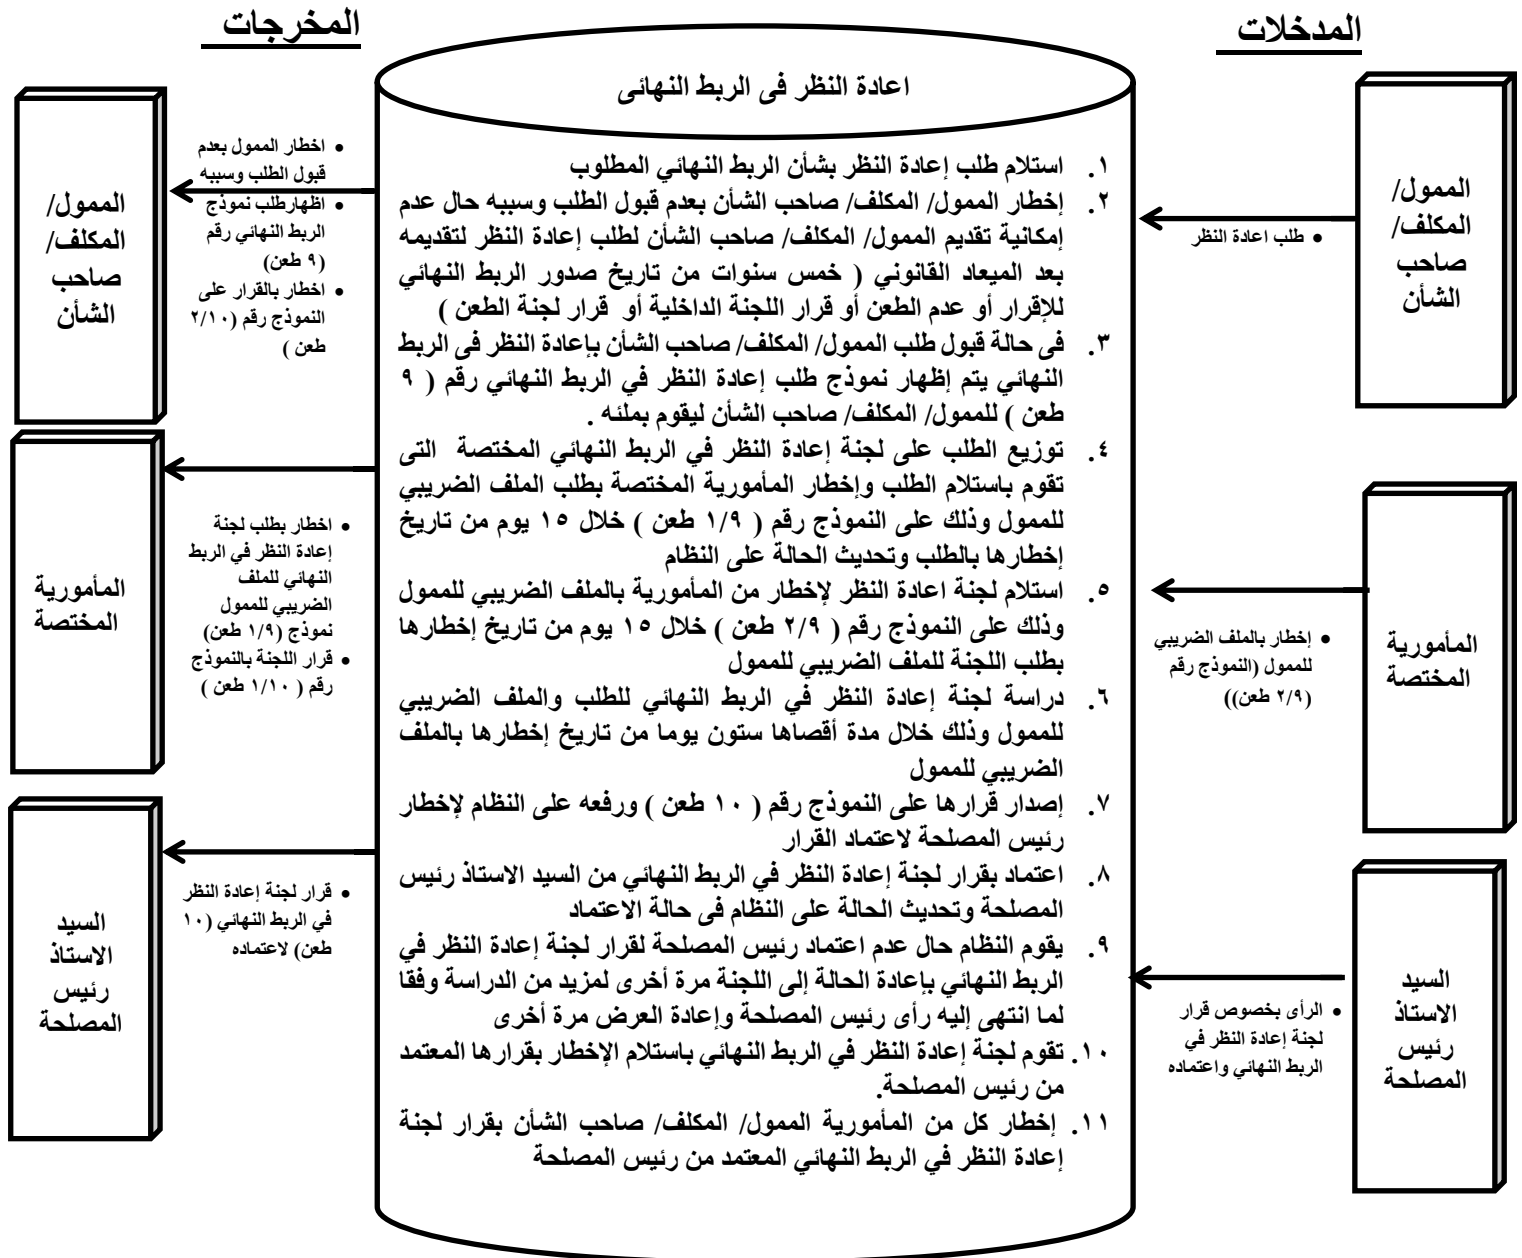 المدخلات
المخرجات
الممول/
المكلف/
صاحب
الشأن
• طلب اعادة النظر
المأمورية
المختصة
• إخطار بالملف الضريبي
للممول (النموذج رقم
(٢/٩ طعن))
السيد
الاستاذ
رئيس
المصلحة
• الرأى بخصوص قرار
لجنة إعادة النظر في
الربط النهائي واعتماده
اعادة النظر فى الربط النهائى
١. استلام طلب إعادة النظر بشأن الربط النهائي المطلوب
٢. إخطار الممول/ المكلف/ صاحب الشأن بعدم قبول الطلب وسببه حال عدم
إمكانية تقديم الممول/ المكلف/ صاحب الشأن لطلب إعادة النظر لتقديمه
بعد الميعاد القانوني ( خمس سنوات من تاريخ صدور الربط النهائي
للإقرار أو عدم الطعن أو قرار اللجنة الداخلية أو قرار لجنة الطعن )
٣. فى حالة قبول طلب الممول/ المكلف/ صاحب الشأن بإعادة النظر فى الربط
النهائي يتم إظهار نموذج طلب إعادة النظر في الربط النهائي رقم ( ٩
طعن ) للممول/ المكلف/ صاحب الشأن ليقوم بملئه .
٤. توزيع الطلب على لجنة إعادة النظر في الربط النهائي المختصة التى
تقوم باستلام الطلب وإخطار المأمورية المختصة بطلب الملف الضريبي
للممول وذلك على النموذج رقم ( ١/٩ طعن ) خلال ١٥ يوم من تاريخ
إخطارها بالطلب وتحديث الحالة على النظام
٥. استلام لجنة اعادة النظر لإخطار من المأمورية بالملف الضريبي للممول
وذلك على النموذج رقم ( ٢/٩ طعن ) خلال ١٥ يوم من تاريخ إخطارها
بطلب اللجنة للملف الضريبي للممول
٦. دراسة لجنة إعادة النظر في الربط النهائي للطلب والملف الضريبي
للممول وذلك خلال مدة أقصاها ستون يوما من تاريخ إخطارها بالملف
الضريبي للممول
٧. إصدار قرارها على النموذج رقم ( ١٠ طعن ) ورفعه على النظام لإخطار
رئيس المصلحة لاعتماد القرار
٨. اعتماد بقرار لجنة إعادة النظر في الربط النهائي من السيد الاستاذ رئيس
المصلحة وتحديث الحالة على النظام فى حالة الاعتماد
٩. يقوم النظام حال عدم اعتماد رئيس المصلحة لقرار لجنة إعادة النظر في
الربط النهائي بإعادة الحالة إلى اللجنة مرة أخرى لمزيد من الدراسة وفقا
لما انتهى إليه رأى رئيس المصلحة وإعادة العرض مرة أخرى
١٠. تقوم لجنة إعادة النظر في الربط النهائي باستلام الإخطار بقرارها المعتمد
من رئيس المصلحة.
١١. إخطار كل من المأمورية الممول/ المكلف/ صاحب الشأن بقرار لجنة
إعادة النظر في الربط النهائي المعتمد من رئيس المصلحة
• اخطار الممول بعدم
قبول الطلب وسببه
• اظهارطلب نموذج
الربط النهائي رقم
(٩ طعن)
• اخطار بالقرار على
النموذج رقم (٢/١٠
طعن )
الممول/
المكلف/
صاحب
الشأن
• اخطار بطلب لجنة
إعادة النظر في الربط
النهائي للملف
الضريبي للممول
نموذج (١/٩ طعن)
• قرار اللجنة بالنموذج
رقم ( ١/١٠ طعن )
المأمورية
المختصة
• قرار لجنة إعادة النظر
في الربط النهائي (١٠
طعن) لاعتماده
السيد
الاستاذ
رئيس
المصلحة